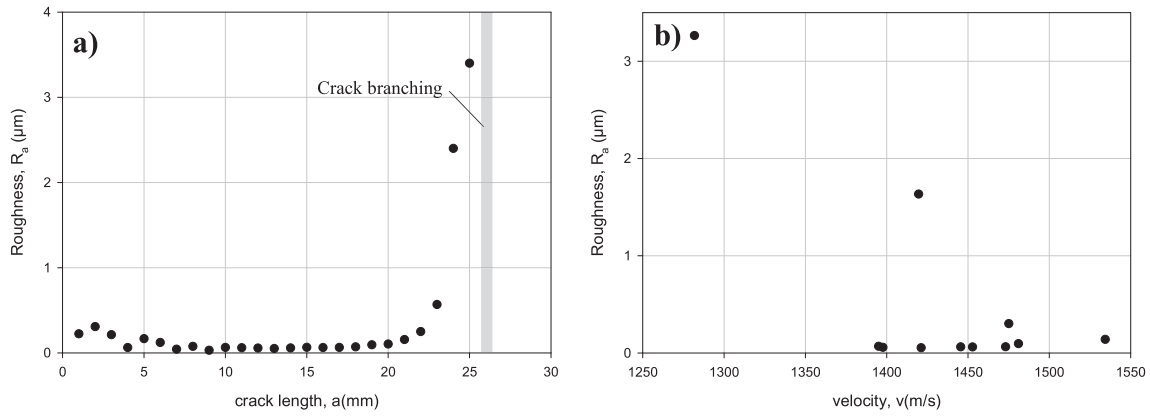 a)
Crack branching
Roughness, Ra (μm)
4
3
2
1
0
0 5 10 15 20 25 30
crack length, a(mm)
b)
Roughness, Ra (μm)
3
2
1
0
1250 1300 1350 1400 1450 1500 1550
velocity, v(m/s)